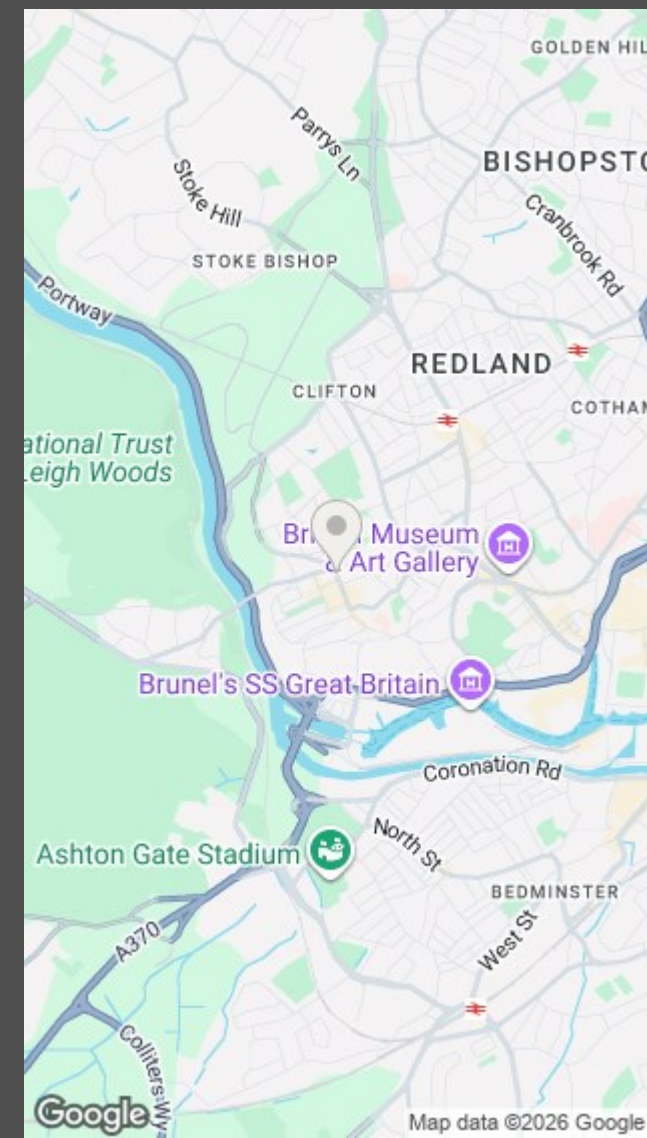 GOLDEN HIL
Parrys Ln
BISHOPSTO
Stoke Hill
Cranbrook Rd
STOKE BISHOP
Portway
REDLAND
CLIFTON
COTHAM
ational Trust
Leigh Woods
Museum
& Art Gallery
Brunel's SS Great Britain
Coronation Rd
North St
Ashton Gate Stadium
BEDMINSTER
West St
A370
Colliters Wy
Google
Map data ©2026 Google